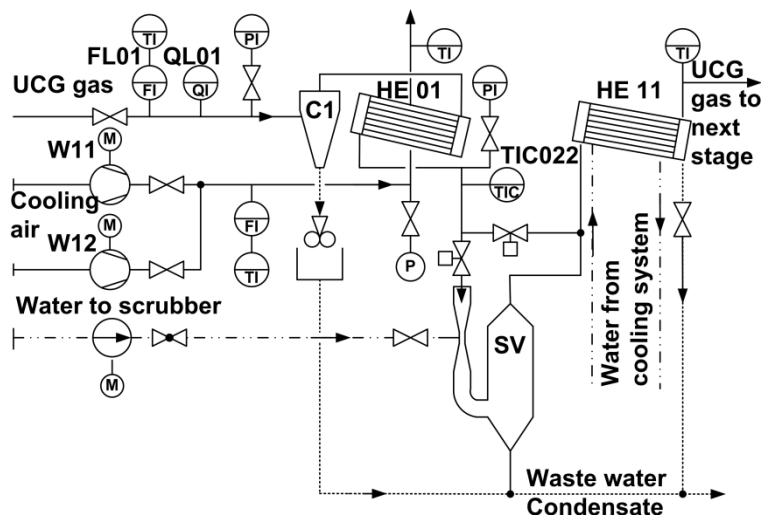 TI
PI
TI
TI
FL01
QL01
UCG gas
FI
QI
C1
HE 01
PI
HE 11
UCG
gas to
next
stage
M
W11
TIC022
TIC
Cooling
air
M
W12
FI
TI
P
Water to scrubber
M
SV
Water from
cooling system
Waste water
Condensate